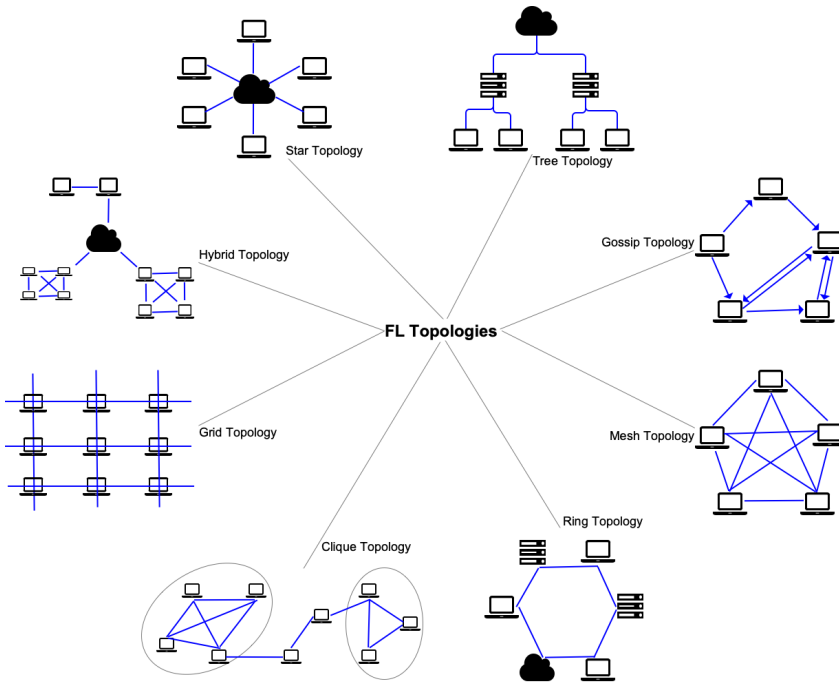 Star Topology
Tree Topology
Hybrid Topology
Gossip Topology
FL Topologies
Grid Topology
Mesh Topology
Clique Topology
Ring Topology